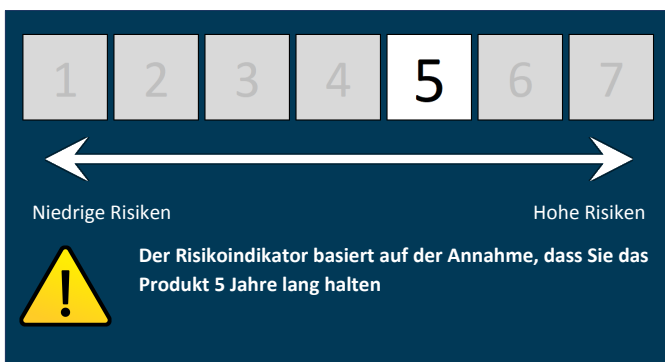 1 2 3 4 5 6 7
Niedrige Risiken Hohe Risiken
Der Risikoindikator basiert auf der Annahme, dass Sie das
Produkt 5 Jahre lang halten